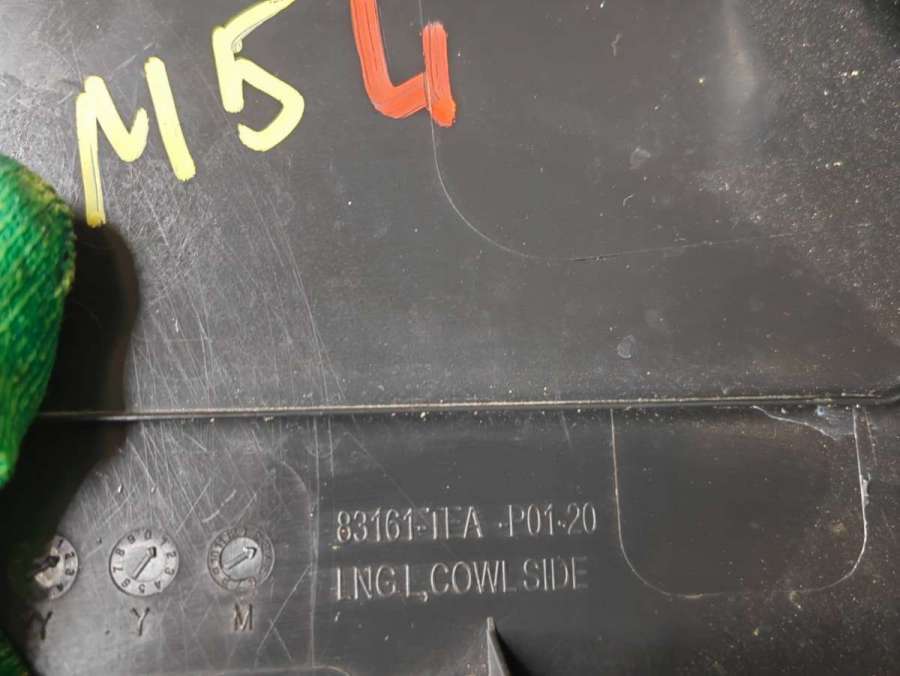 M5
4
83161-TEA -P01-20
LNG L,COWL SIDE
Y Y M